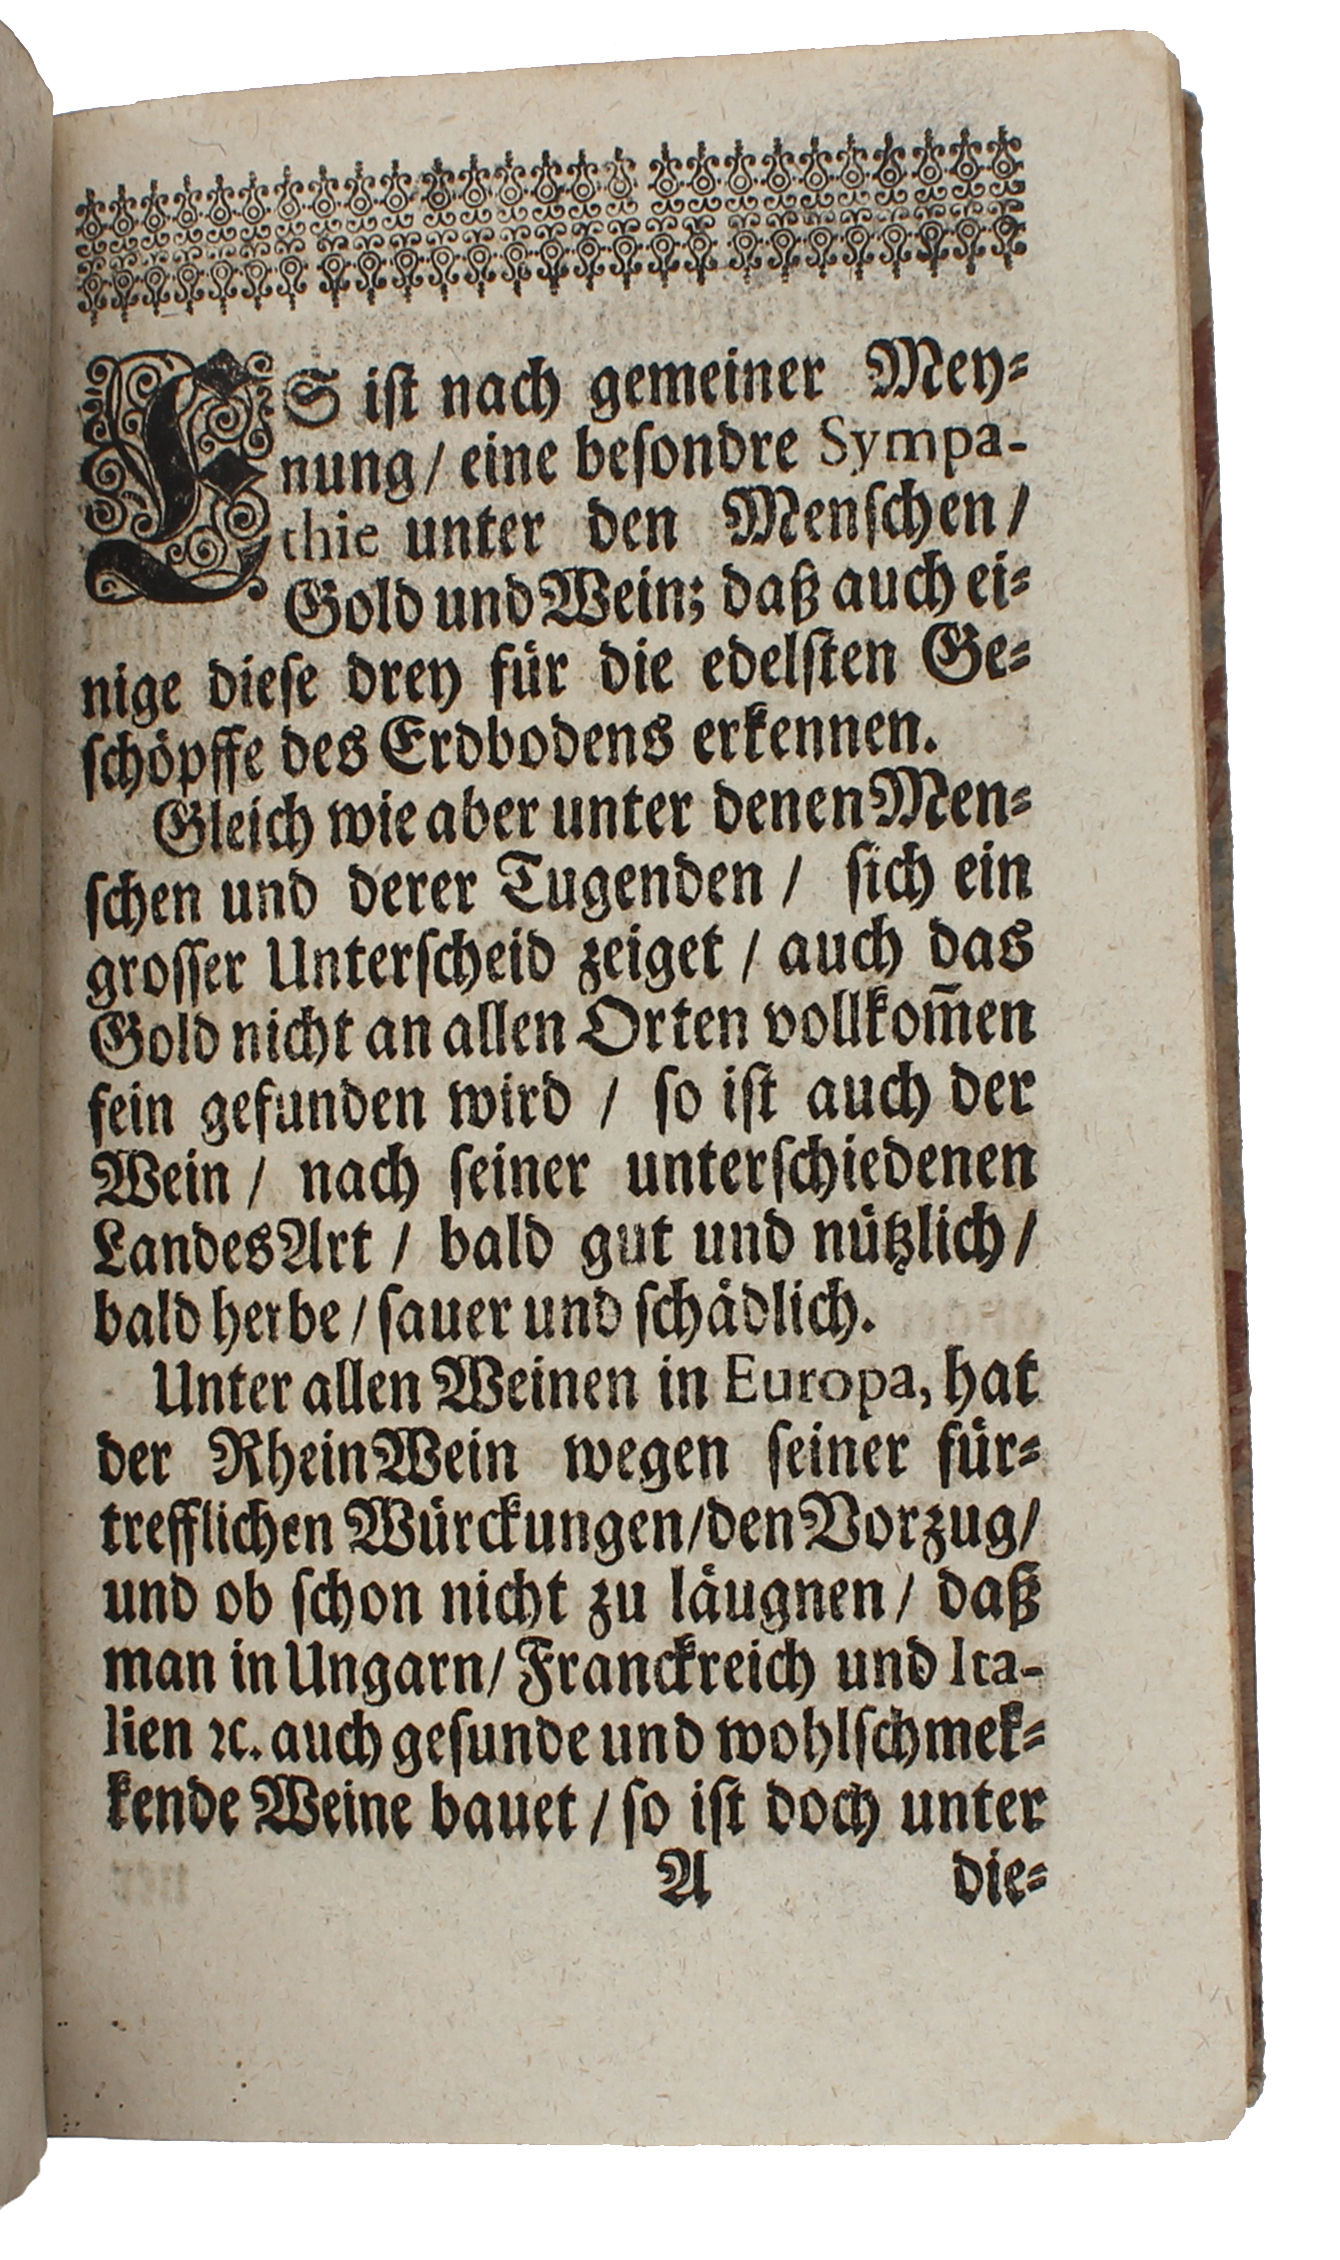 ES iſt nach gemeiner Mey⸗
nung / eine beſondre Sympa-
thie unter den Menſchen /
Gold und Wein; daß auch ei⸗
nige dieſe drey für die edelſten Ge⸗
ſchöpffe des Erdbodens erkennen.
Gleich wie aber unter denen Men⸗
ſchen und derer Tugenden / ſich ein
groſſer Unterſcheid zeiget / auch das
Gold nicht an allen Orten vollkom̃en
fein gefunden wird / ſo iſt auch der
Wein / nach ſeiner unterſchiedenen
LandesArt / bald gut und nützlich /
bald herbe / ſauer und ſchådlich.
Unter allen Weinen in Europa, hat
der RheinWein wegen ſeiner für⸗
trefflichen Würckungen / den Vorzug /
und ob ſchon nicht zu låugnen / daß
man in Ungarn / Franckreich und Ita-
lien ꝛc. auch geſunde und wohlſchmek⸗
kende Weine bauet / ſo iſt doch unter
A die⸗